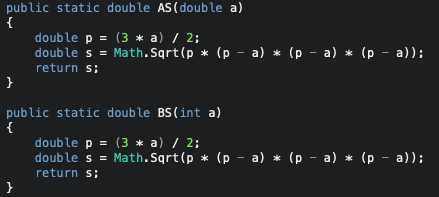 public static double AS(double a)
{
    double p = (3 * a) / 2;
    double s = Math.Sqrt(p * (p - a) * (p - a) * (p - a));
    return s;
}

public static double BS(int a)
{
    double p = (3 * a) / 2;
    double s = Math.Sqrt(p * (p - a) * (p - a) * (p - a));
    return s;
}